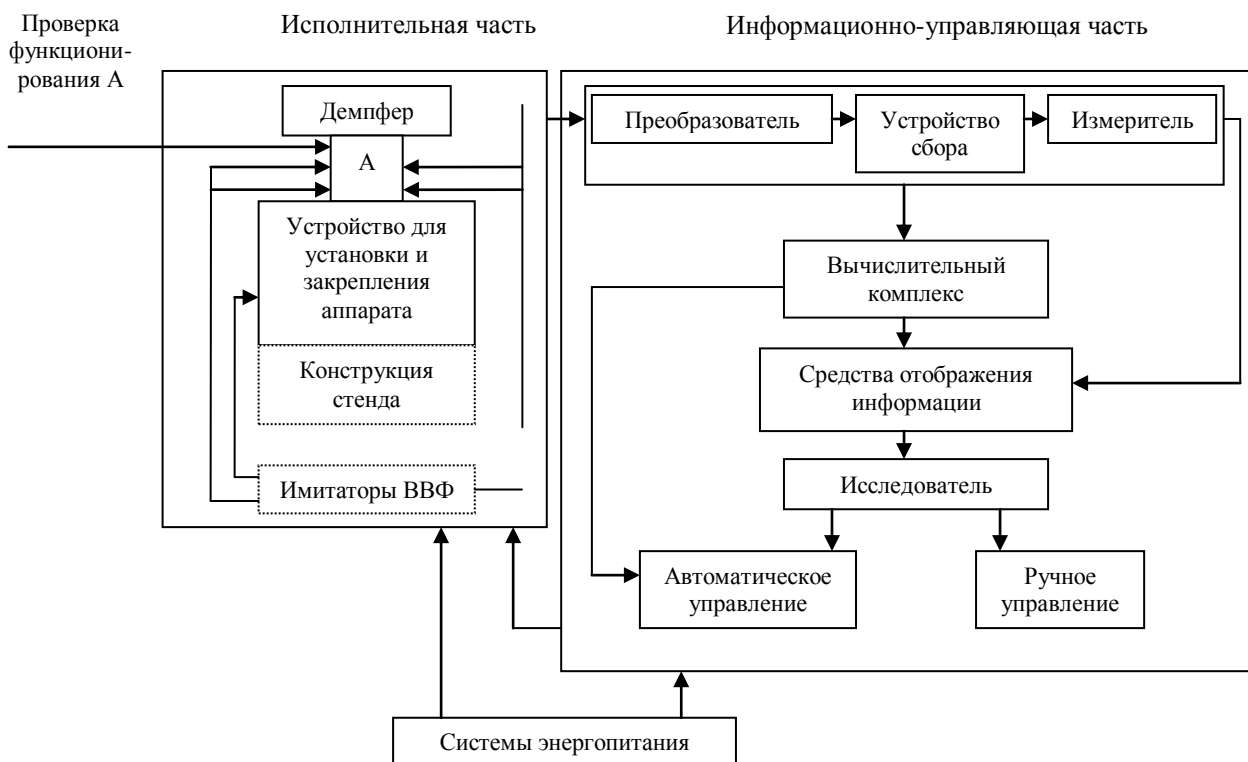 Проверка
функциони-
рования А
Исполнительная часть
Информационно-управляющая часть
Демпфер
А
Устройство для
установки и
закрепления
аппарата
Конструкция
стенда
Имитаторы ВВФ
Преобразователь
Устройство
сбора
Измеритель
Вычислительный
комплекс
Средства отображения
информации
Исследователь
Автоматическое
управление
Ручное
управление
Системы энергопитания